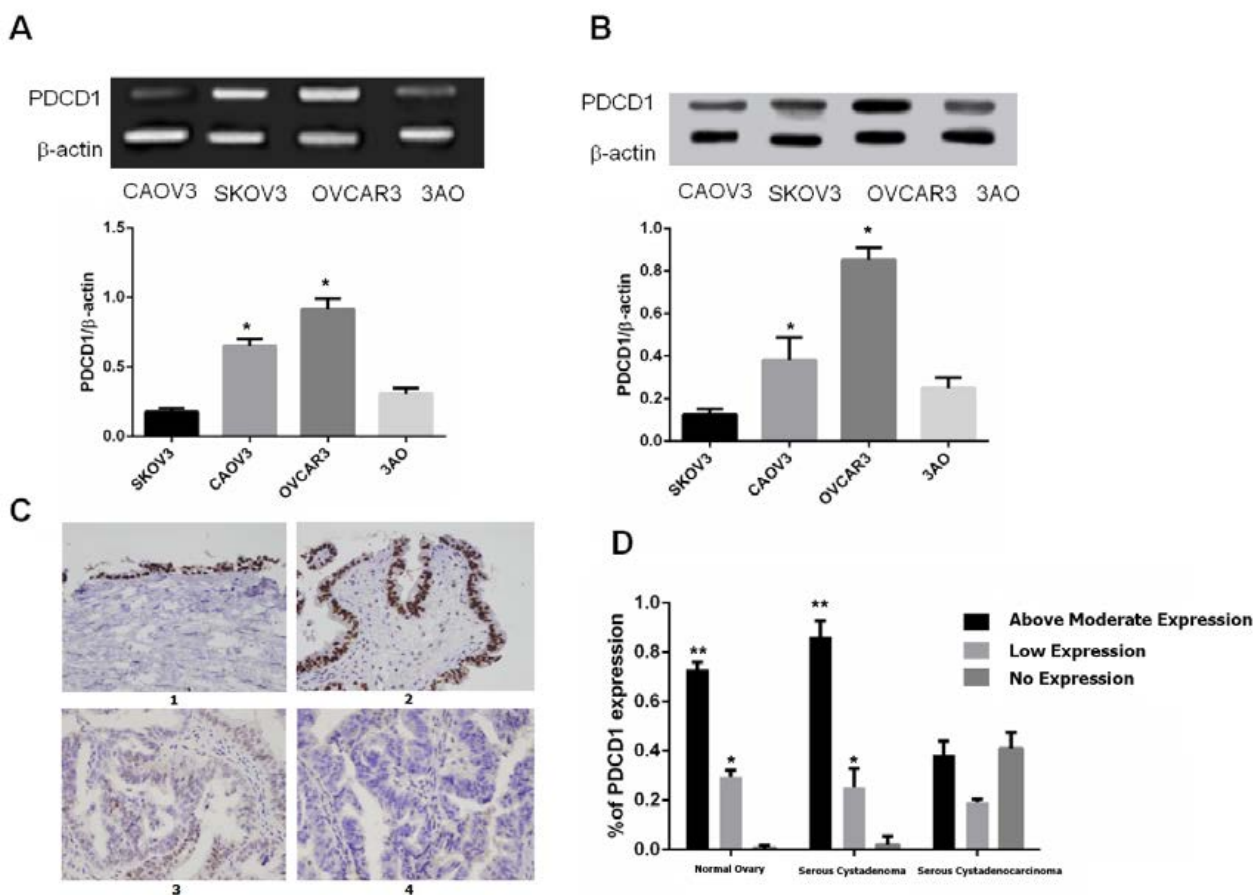 A
PDCD1
β-actin
CAOV3 SKOV3 OVCAR3 3AO
1.5
1.0
0.5
0.0
PDCD1/β-actin
*
*
SKOV3 CAOV3 OVCAR3 3AO
B
PDCD1
β-actin
CAOV3 SKOV3 OVCAR3 3AO
1.0
0.8
0.6
0.4
0.2
0.0
PDCD1/β-actin
*
*
SKOV3 CAOV3 OVCAR3 3AO
C
1 2
3 4
D
1.0
0.8
0.6
0.4
0.2
0.0
%of PDCD1 expression
**
*
**
*
Above Moderate Expression
Low Expression
No Expression
Normal Ovary Serous Cystadenoma Serous Cystadenocarcinoma